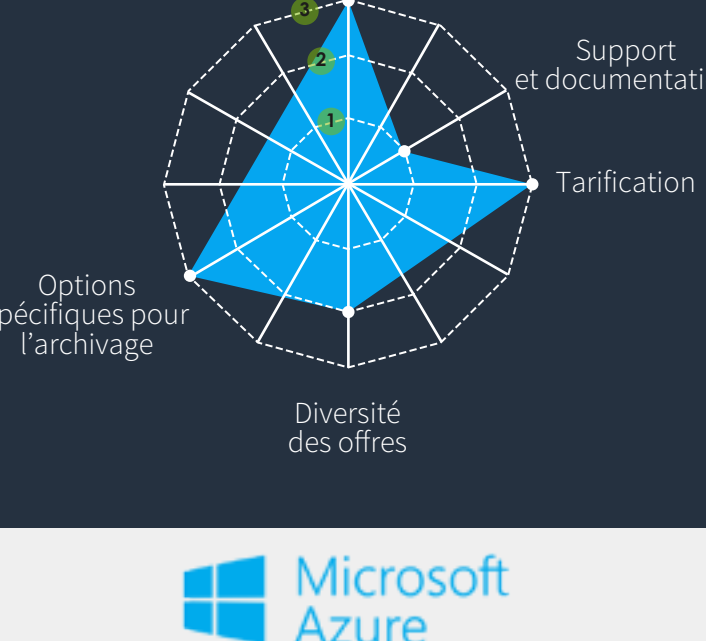 3
2
1
Support
et documentati
Tarification
Options
pécifiques pour
l’archivage
Diversité
des offres
Microsoft
Azure